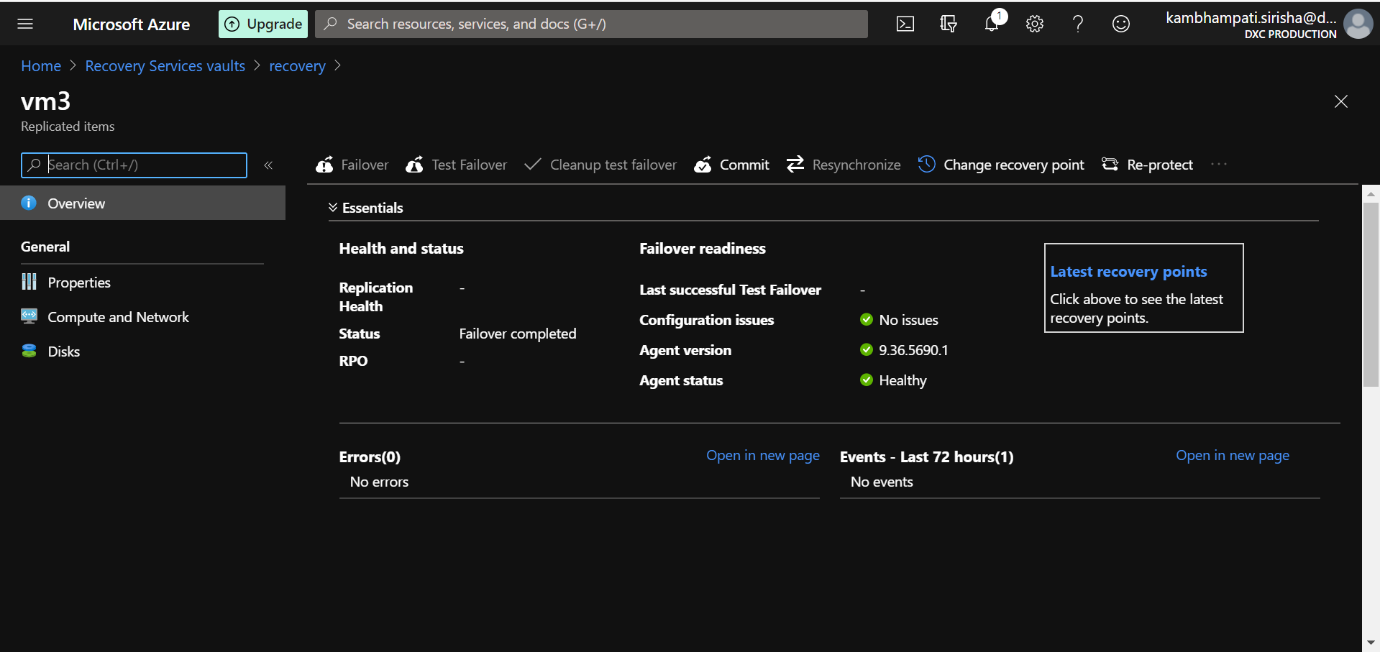 Microsoft Azure
Upgrade
Search resources, services, and docs (G+/)
1
kambhampati.sirisha@d...
DXC PRODUCTION
Home > Recovery Services vaults > recovery >
vm3
Replicated items
Search (Ctrl+/)
«
Failover
Test Failover
Cleanup test failover
Commit
Resynchronize
Change recovery point
Re-protect
...
Overview
General
Properties
Compute and Network
Disks
Essentials
Health and status
Replication
Health
-
Status
Failover completed
RPO
-
Failover readiness
Last successful Test Failover
-
Configuration issues
No issues
Agent version
9.36.5690.1
Agent status
Healthy
Latest recovery points
Click above to see the latest
recovery points.
Errors(0)
Open in new page
No errors
Events - Last 72 hours(1)
Open in new page
No events